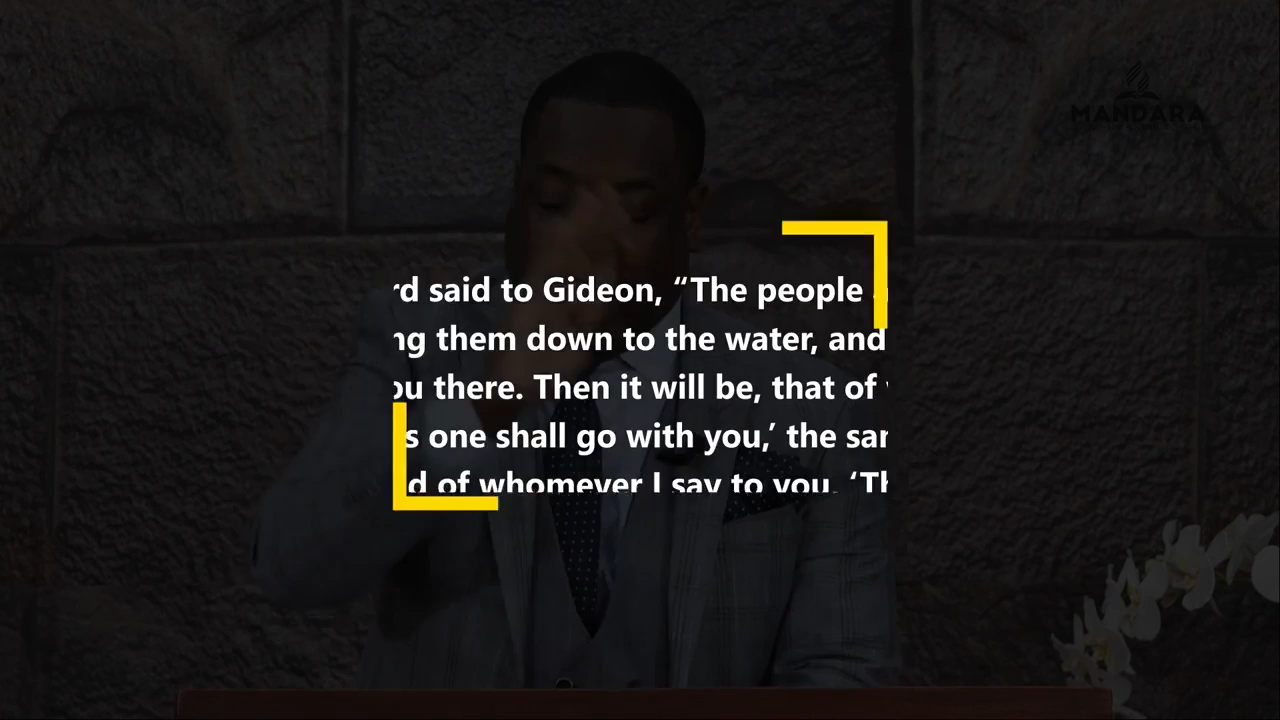 MANDARA
rd said to Gideon, “The people
ng them down to the water, and
ou there. Then it will be, that of
s one shall go with you,’ the sar
d of whomever I say to you, ‘Th